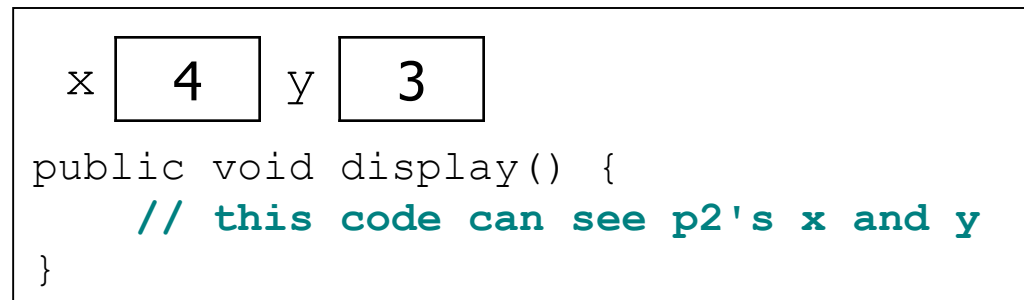 x 4 y 3
public void display() {
// this code can see p2's x and y
}